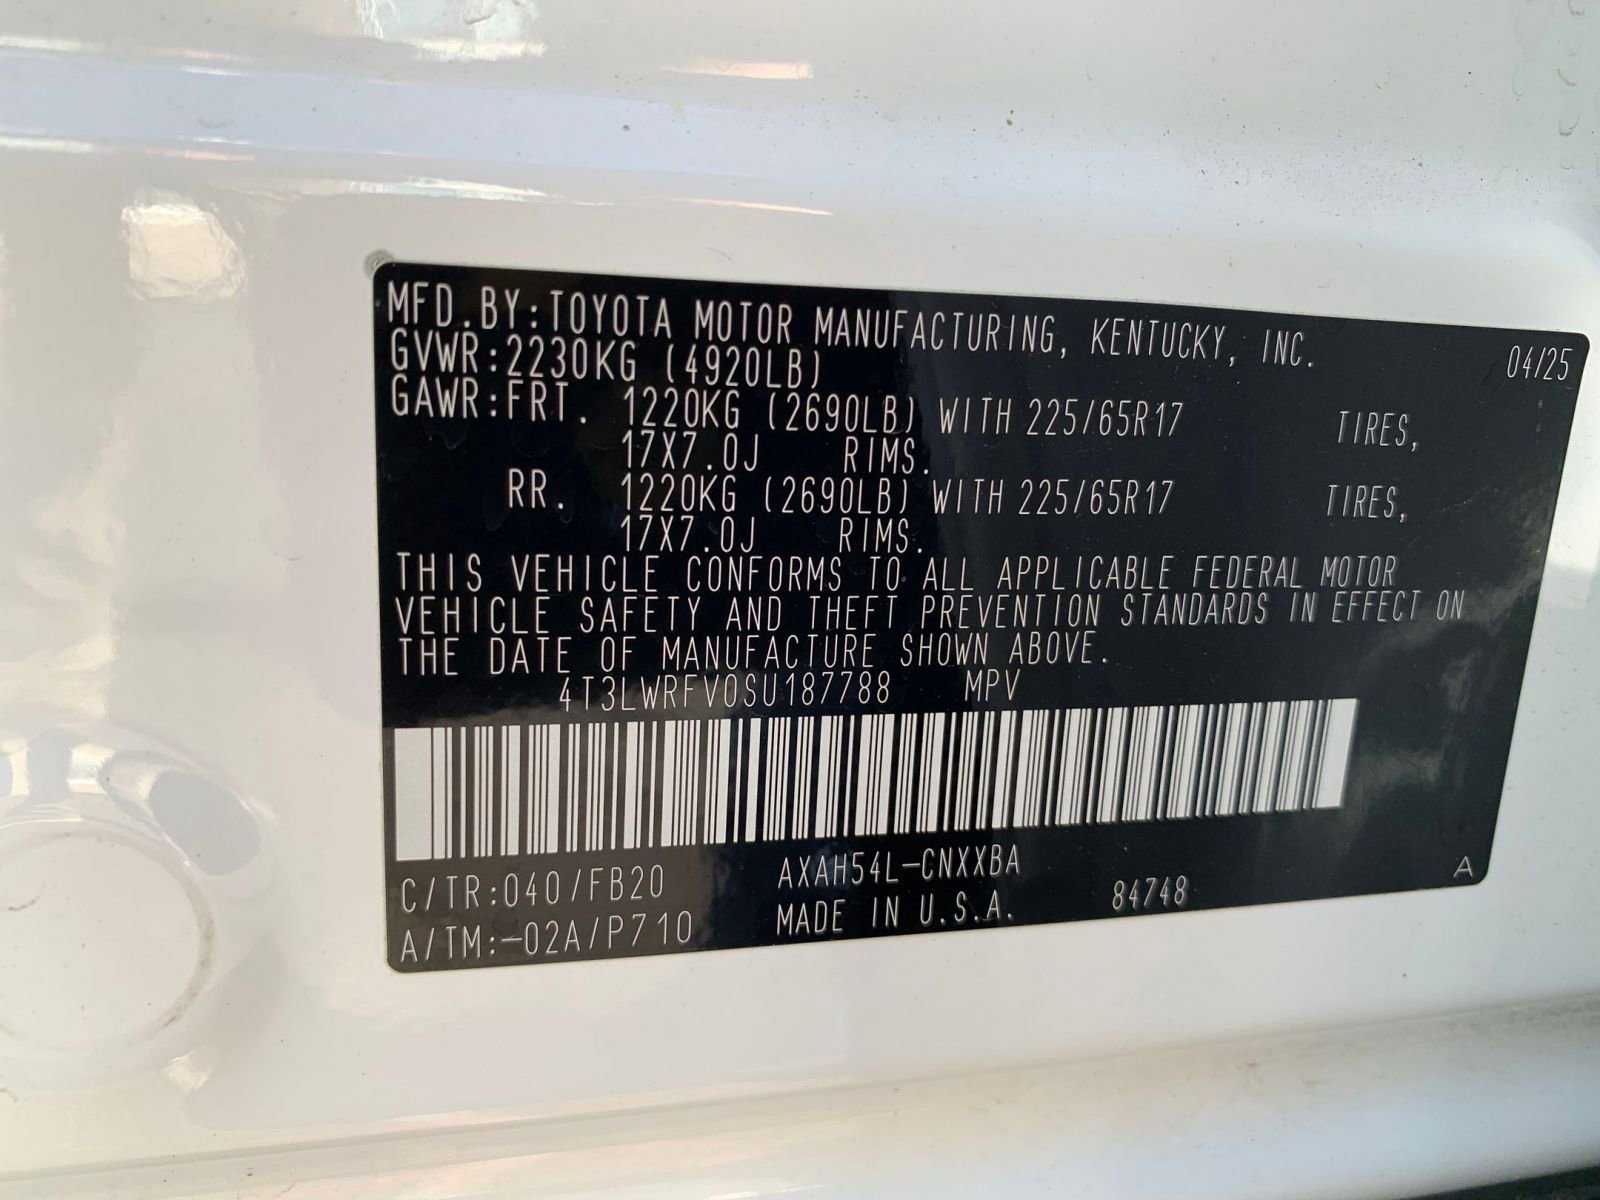 MFD.BY:TOYOTA MOTOR MANUFACTURING, KENTUCKY, INC. 04/25
GVWR:2230KG (4920LB)
GAWR:FRT. 1220KG (2690LB) WITH 225/65R17 TIRES,
17X7.0J RIMS.
RR. 1220KG (2690LB) WITH 225/65R17 TIRES,
17X7.0J RIMS.
THIS VEHICLE CONFORMS TO ALL APPLICABLE FEDERAL MOTOR
VEHICLE SAFETY AND THEFT PREVENTION STANDARDS IN EFFECT ON
THE DATE OF MANUFACTURE SHOWN ABOVE.
4T3LWRFV0SU187788 MPV
C/TR:040/FB20 AXAH54L-CNXXBA A
A/TM:-02A/P710 MADE IN U.S.A. 84748